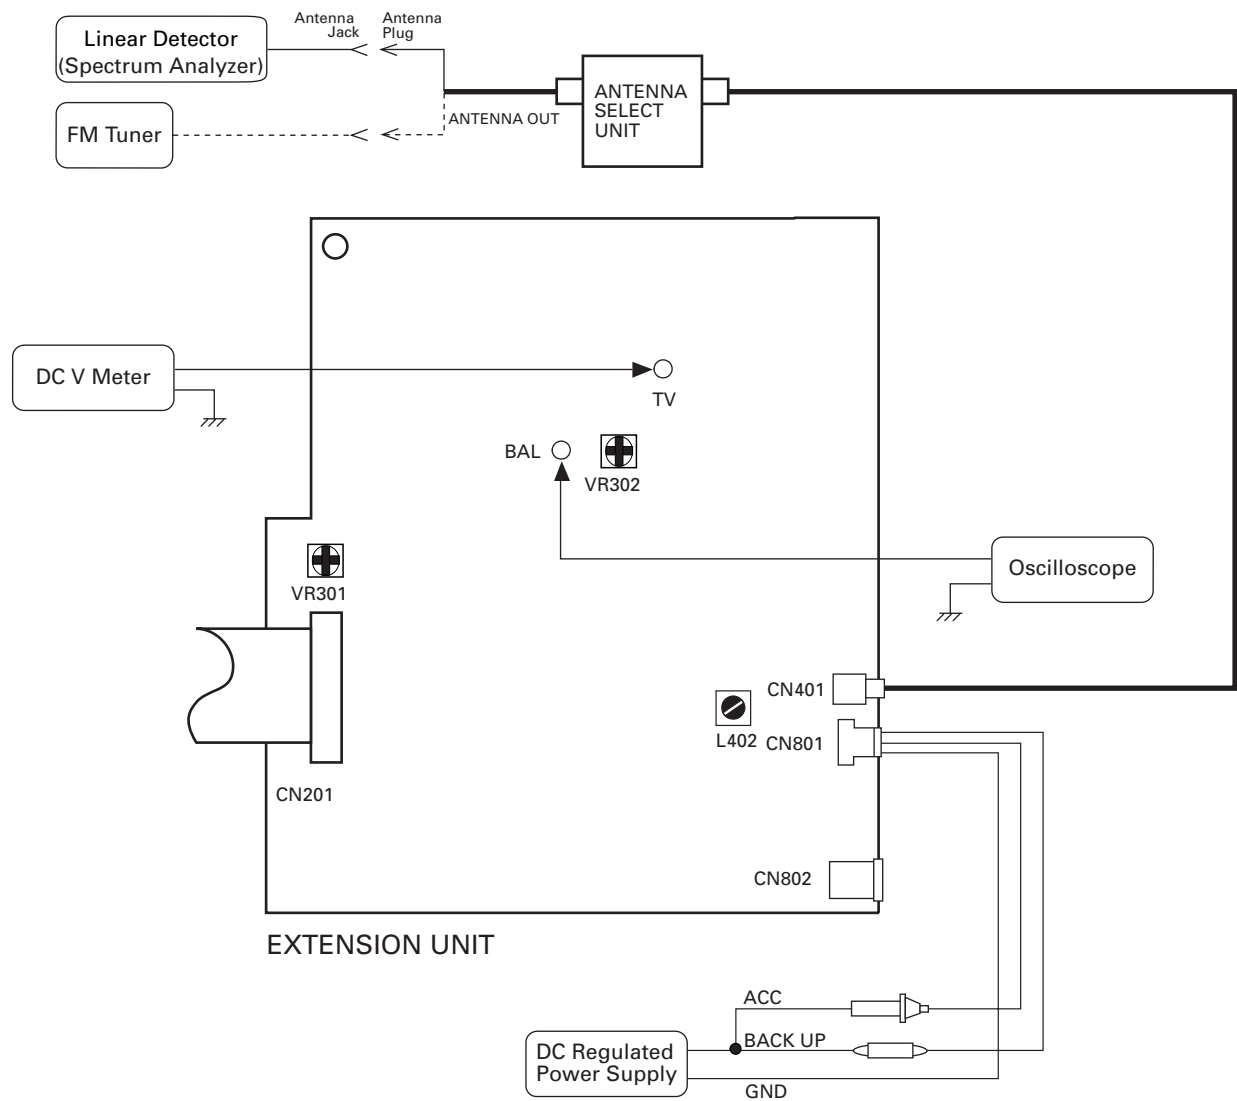 Linear Detector
(Spectrum Analyzer)
Antenna
Jack
Antenna
Plug
ANTENNA
SELECT
UNIT
ANTENNA OUT
FM Tuner
DC V Meter
TV
BAL
VR302
VR301
Oscilloscope
CN401
L402
CN801
CN201
CN802
EXTENSION UNIT
ACC
BACK UP
DC Regulated
Power Supply
GND